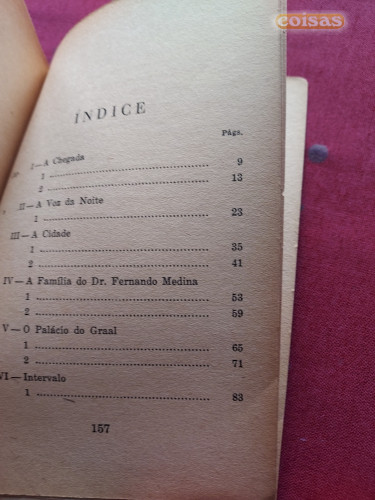 coisas
ÍNDICE
Págs.
I—A Chegada
1 ........ 9
2 ........ 13
II—A Voz da Noite
1 ........ 23
III—A Cidade
1 ........ 35
2 ........ 41
IV—A Família do Dr. Fernando Medina
1 ........ 53
2 ........ 59
V—O Palácio do Graal
1 ........ 65
2 ........ 71
VI—Intervalo
1 ........ 83
157